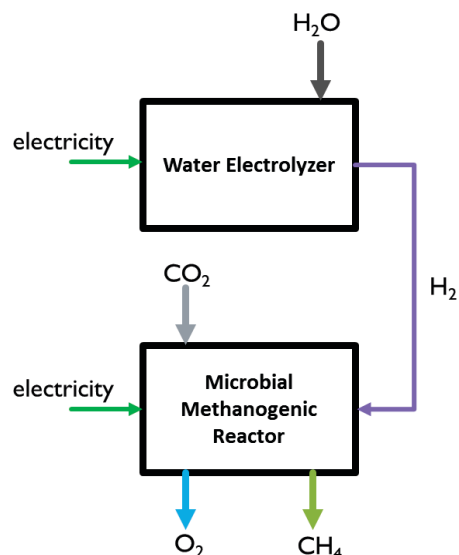 H₂O
electricity
Water Electrolyzer
CO₂
H₂
electricity
Microbial
Methanogenic
Reactor
O₂
CH₄